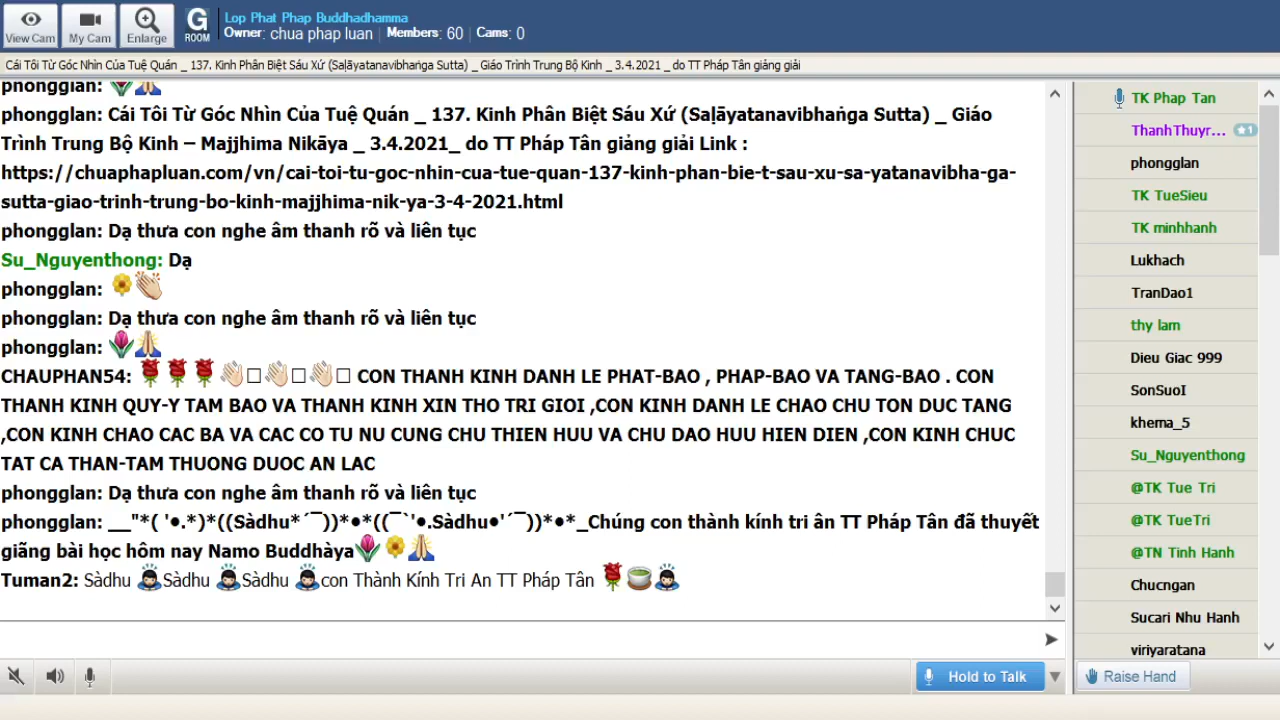 View Cam
My Cam
Enlarge
G
ROOM
Lop Phat Phap Buddhadhamma
Owner: chua phap luan | Members: 60 | Cams: 0
Cái Tôi Từ Góc Nhìn Của Tuệ Quán _ 137. Kinh Phân Biệt Sáu Xứ (Saḷāyatanavibhaṅga Sutta) _ Giáo Trình Trung Bộ Kinh _ 3.4.2021 _ do TT Pháp Tân giảng giải
phongglan: 🌷🙏
phongglan: Cái Tôi Từ Góc Nhìn Của Tuệ Quán _ 137. Kinh Phân Biệt Sáu Xứ (Saḷāyatanavibhaṅga Sutta) _ Giáo
Trình Trung Bộ Kinh – Majjhima Nikāya _ 3.4.2021_ do TT Pháp Tân giảng giải Link :
https://chuaphapluan.com/vn/cai-toi-tu-goc-nhin-cua-tue-quan-137-kinh-phan-bie-t-sau-xu-sa-yatanavibha-ga-
sutta-giao-trinh-trung-bo-kinh-majjhima-nik-ya-3-4-2021.html
phongglan: Dạ thưa con nghe âm thanh rõ và liên tục
Su_Nguyenthong: Dạ
phongglan: 🌼👏
phongglan: Dạ thưa con nghe âm thanh rõ và liên tục
phongglan: 🌷🙏
CHAUPHAN54: 🌹🌹🌹👏□👏□👏□ CON THANH KINH DANH LE PHAT-BAO , PHAP-BAO VA TANG-BAO . CON
THANH KINH QUY-Y TAM BAO VA THANH KINH XIN THO TRI GIOI ,CON KINH DANH LE CHAO CHU TON DUC TANG
,CON KINH CHAO CAC BA VA CAC CO TU NU CUNG CHU THIEN HUU VA CHU DAO HUU HIEN DIEN ,CON KINH CHUC
TAT CA THAN-TAM THUONG DUOC AN LAC
phongglan: Dạ thưa con nghe âm thanh rõ và liên tục
phongglan: __"*( '•.*)*((Sàdhu*´¯))*•*((¯`'•.Sàdhu•'´¯))*•*_Chúng con thành kính tri ân TT Pháp Tân đã thuyết
giãng bài học hôm nay Namo Buddhàya🌷🌼🙏
Tuman2: Sàdhu 🙇Sàdhu 🙇Sàdhu 🙇con Thành Kính Tri An TT Pháp Tân 🌹🍵🙇
Hold to Talk
TK Phap Tan
ThanhThuyr... ★1
phongglan
TK TueSieu
TK minhhanh
Lukhach
TranDao1
thy lam
Dieu Giac 999
SonSuoI
khema_5
Su_Nguyenthong
@TK Tue Tri
@TK TueTri
@TN Tinh Hanh
Chucngan
Sucari Nhu Hanh
viriyaratana
Raise Hand